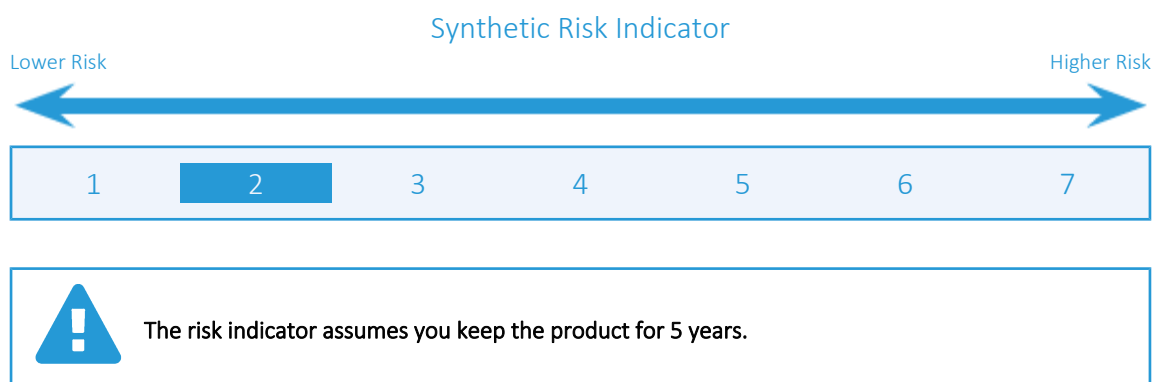 Synthetic Risk Indicator
Lower Risk Higher Risk
1 2 3 4 5 6 7
The risk indicator assumes you keep the product for 5 years.